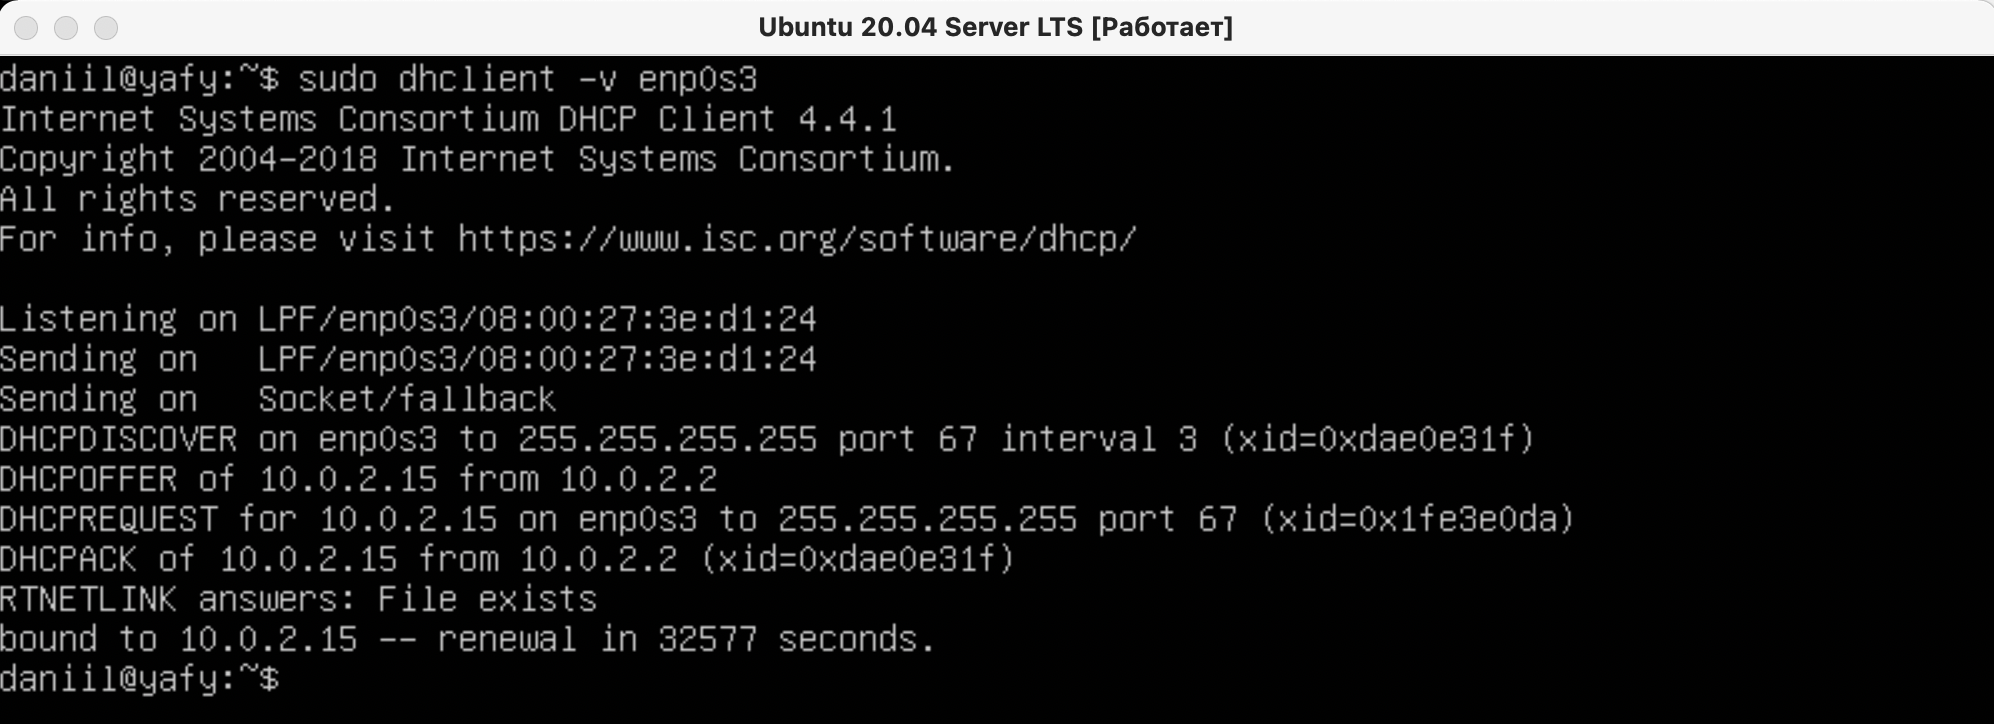 Ubuntu 20.04 Server LTS [Работает]
daniil@yafy:~$ sudo dhclient -v enp0s3
Internet Systems Consortium DHCP Client 4.4.1
Copyright 2004-2018 Internet Systems Consortium.
All rights reserved.
For info, please visit https://www.isc.org/software/dhcp/
Listening on LPF/enp0s3/08:00:27:3e:d1:24
Sending on   LPF/enp0s3/08:00:27:3e:d1:24
Sending on   Socket/fallback
DHCPDISCOVER on enp0s3 to 255.255.255.255 port 67 interval 3 (xid=0xdae0e31f)
DHCPOFFER of 10.0.2.15 from 10.0.2.2
DHCPREQUEST for 10.0.2.15 on enp0s3 to 255.255.255.255 port 67 (xid=0x1fe3e0da)
DHCPACK of 10.0.2.15 from 10.0.2.2 (xid=0xdae0e31f)
RTNETLINK answers: File exists
bound to 10.0.2.15 -- renewal in 32577 seconds.
daniil@yafy:~$